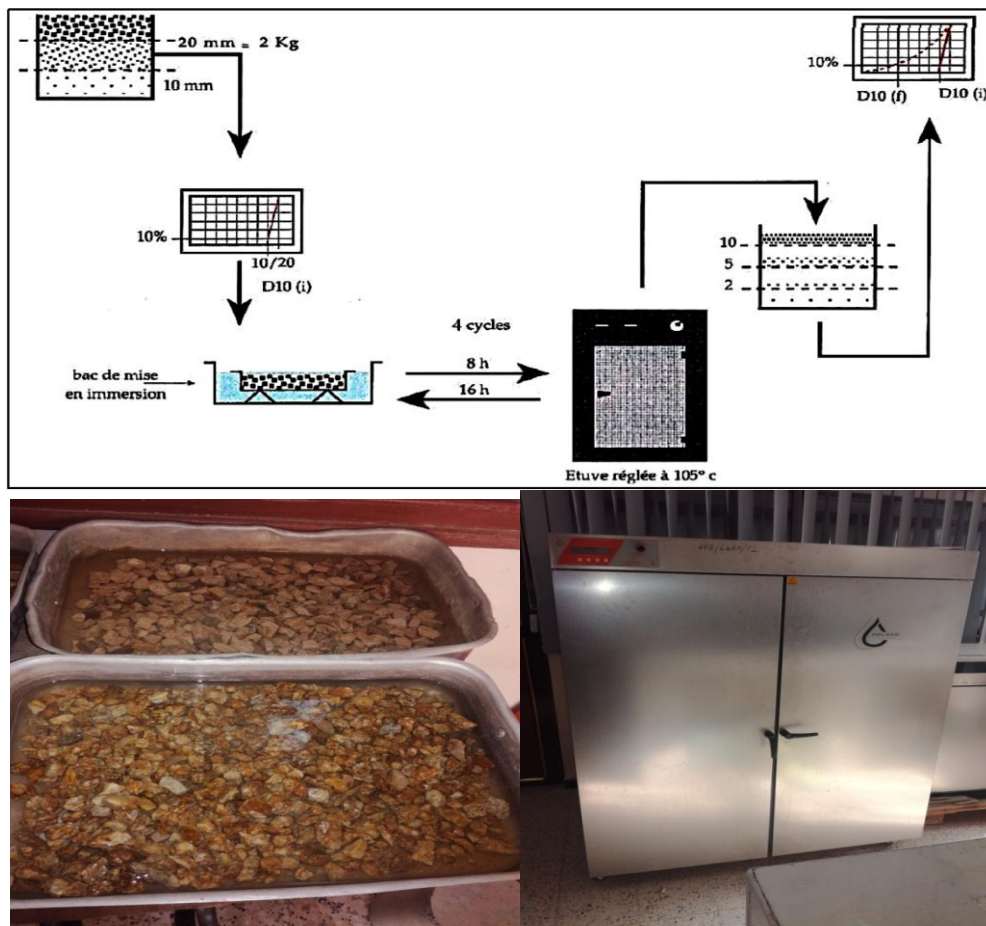 20 mm = 2 Kg
10 mm
10%
10/20
D10 (i)
bac de mise
en immersion
4 cycles
8 h
16 h
Etuve réglée à 105° c
10
5
2
10%
D10 (f)
D10 (i)